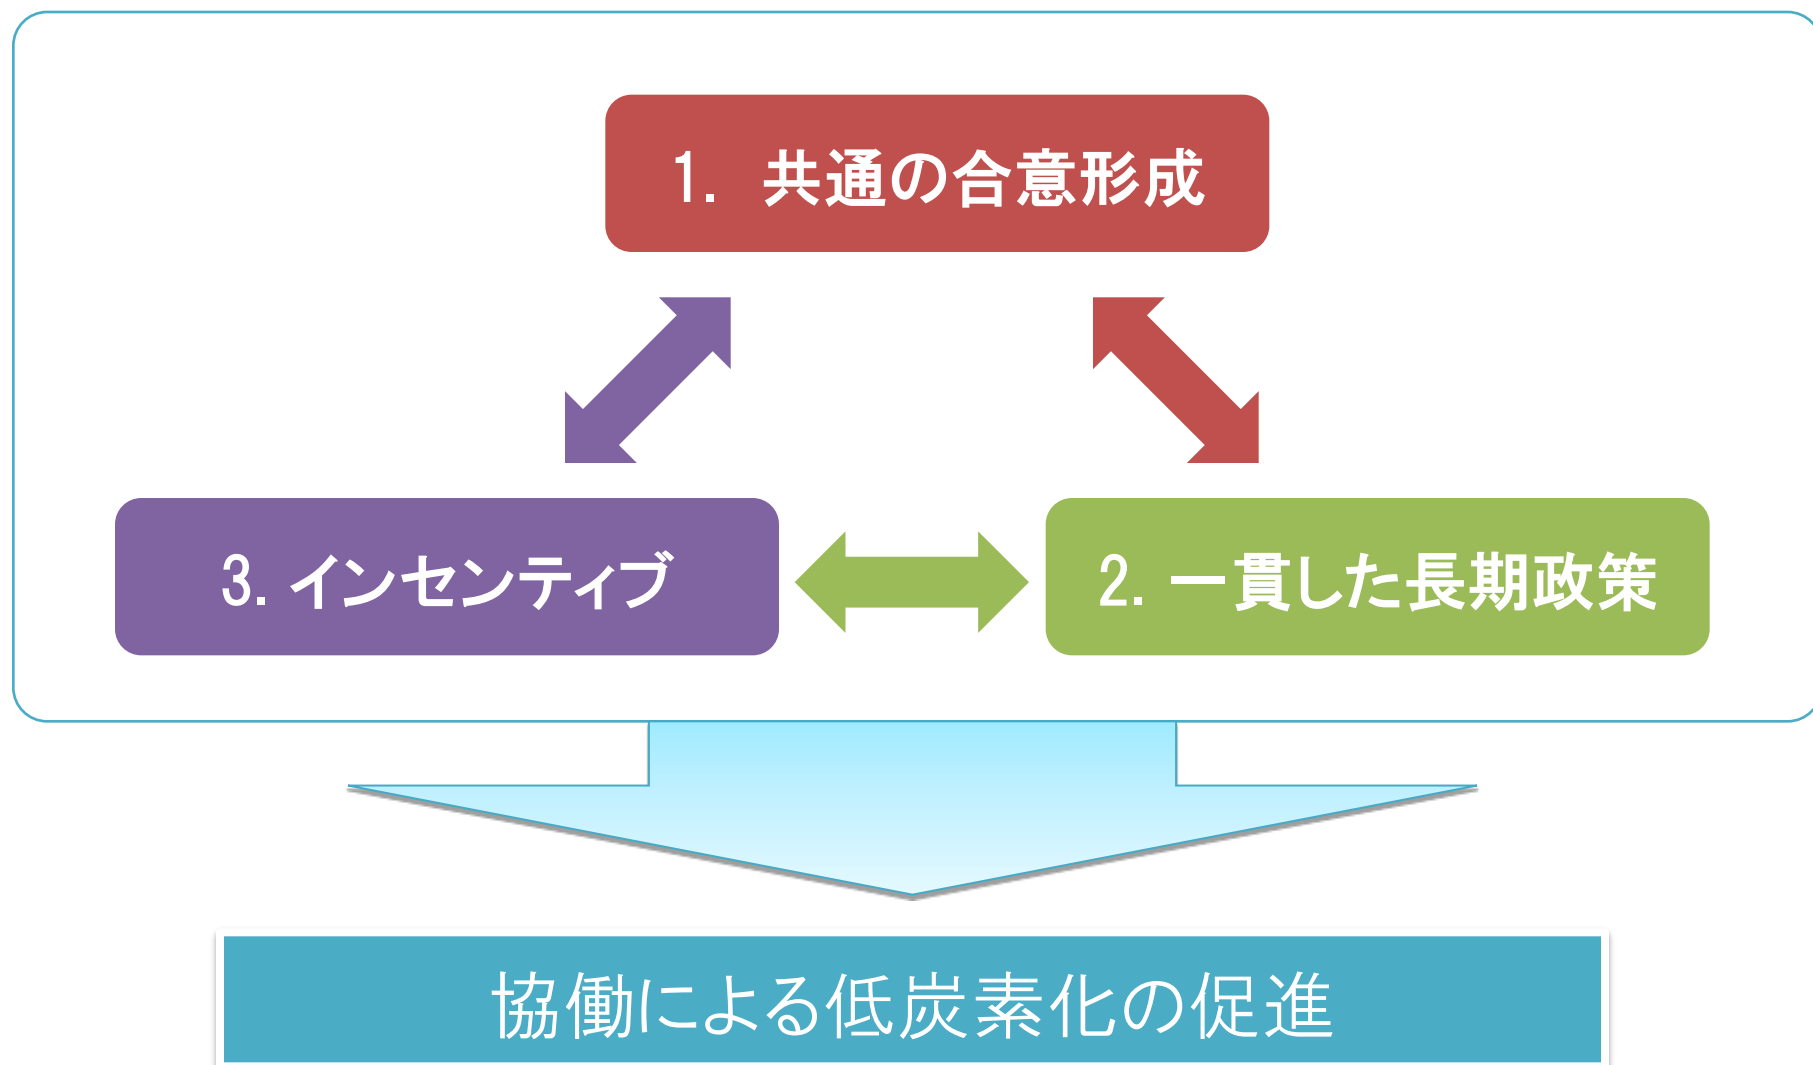 1. 共通の合意形成
3. インセンティブ
2. 一貫した長期政策
協働による低炭素化の促進